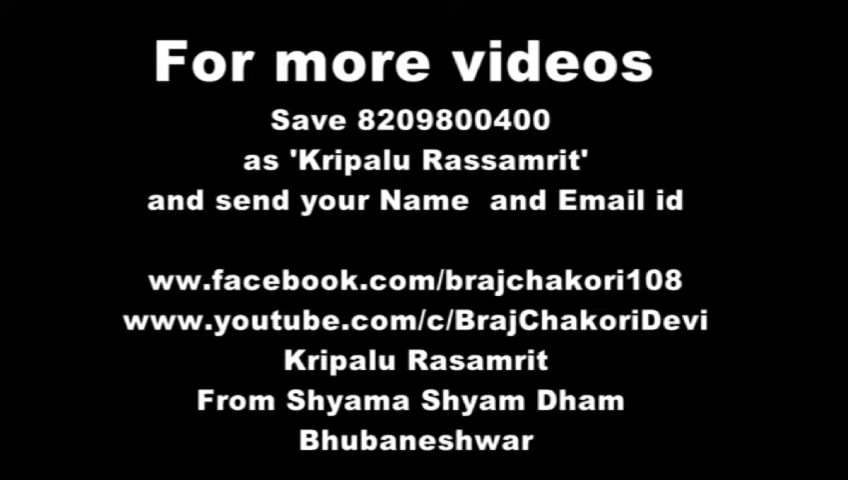 For more videos
Save 8209800400
as 'Kripalu Rassamrit'
and send your Name and Email id
ww.facebook.com/brajchakori108
www.youtube.com/c/BrajChakoriDevi
Kripalu Rasamrit
From Shyama Shyam Dham
Bhubaneshwar